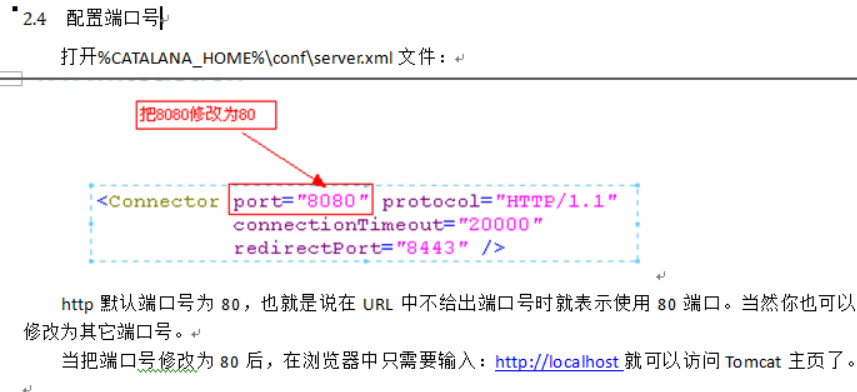 2.4 配置端口号
打开%CATALANA_HOME%\conf\server.xml 文件：
把8080修改为80
<Connector port="8080" protocol="HTTP/1.1"
connectionTimeout="20000"
redirectPort="8443" />
http 默认端口号为 80，也就是说在 URL 中不给出端口号时就表示使用 80 端口。当然你也可以
修改为其它端口号。
当把端口号修改为 80 后，在浏览器中只需要输入：http://localhost 就可以访问 Tomcat 主页了。